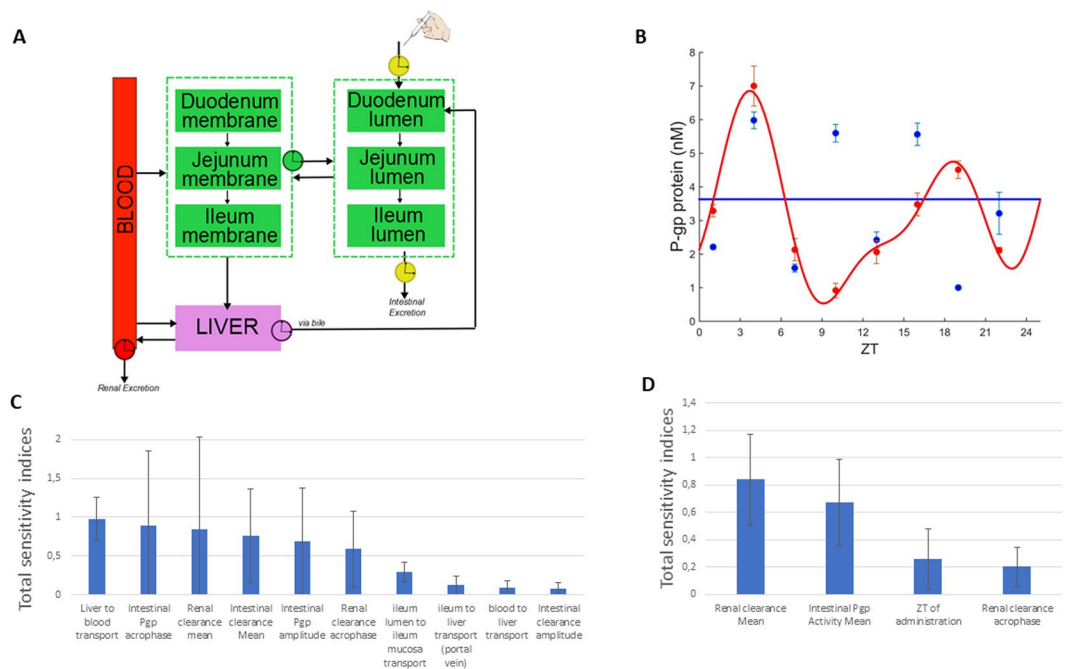 A
BLOOD
Duodenum
membrane
Jejunum
membrane
Ileum
membrane
Duodenum
lumen
Jejunum
lumen
Ileum
lumen
Intestinal
Excretion
LIVER
via bile
Renal Excretion
B
P-gp protein (nM)
8
7
6
5
4
3
2
1
0
0 3 6 9 12 15 18 21 24
ZT
C
Total sensitivity indices
2
1,5
1
0,5
0
Liver to
blood
transport
Intestinal
Pgp
acrophase
Renal
clearance
mean
Intestinal
clearance
Mean
Intestinal
Pgp
amplitude
Renal
clearance
acrophase
ileum
lumen to
ileum
mucosa
transport
ileum to
liver
transport
(portal
vein)
blood to
liver
transport
Intestinal
clearance
amplitude
D
Total sensitivity indices
1,4
1,2
1
0,8
0,6
0,4
0,2
0
Renal clearance
Mean
Intestinal Pgp
Activity Mean
ZT of
administration
Renal clearance
acrophase